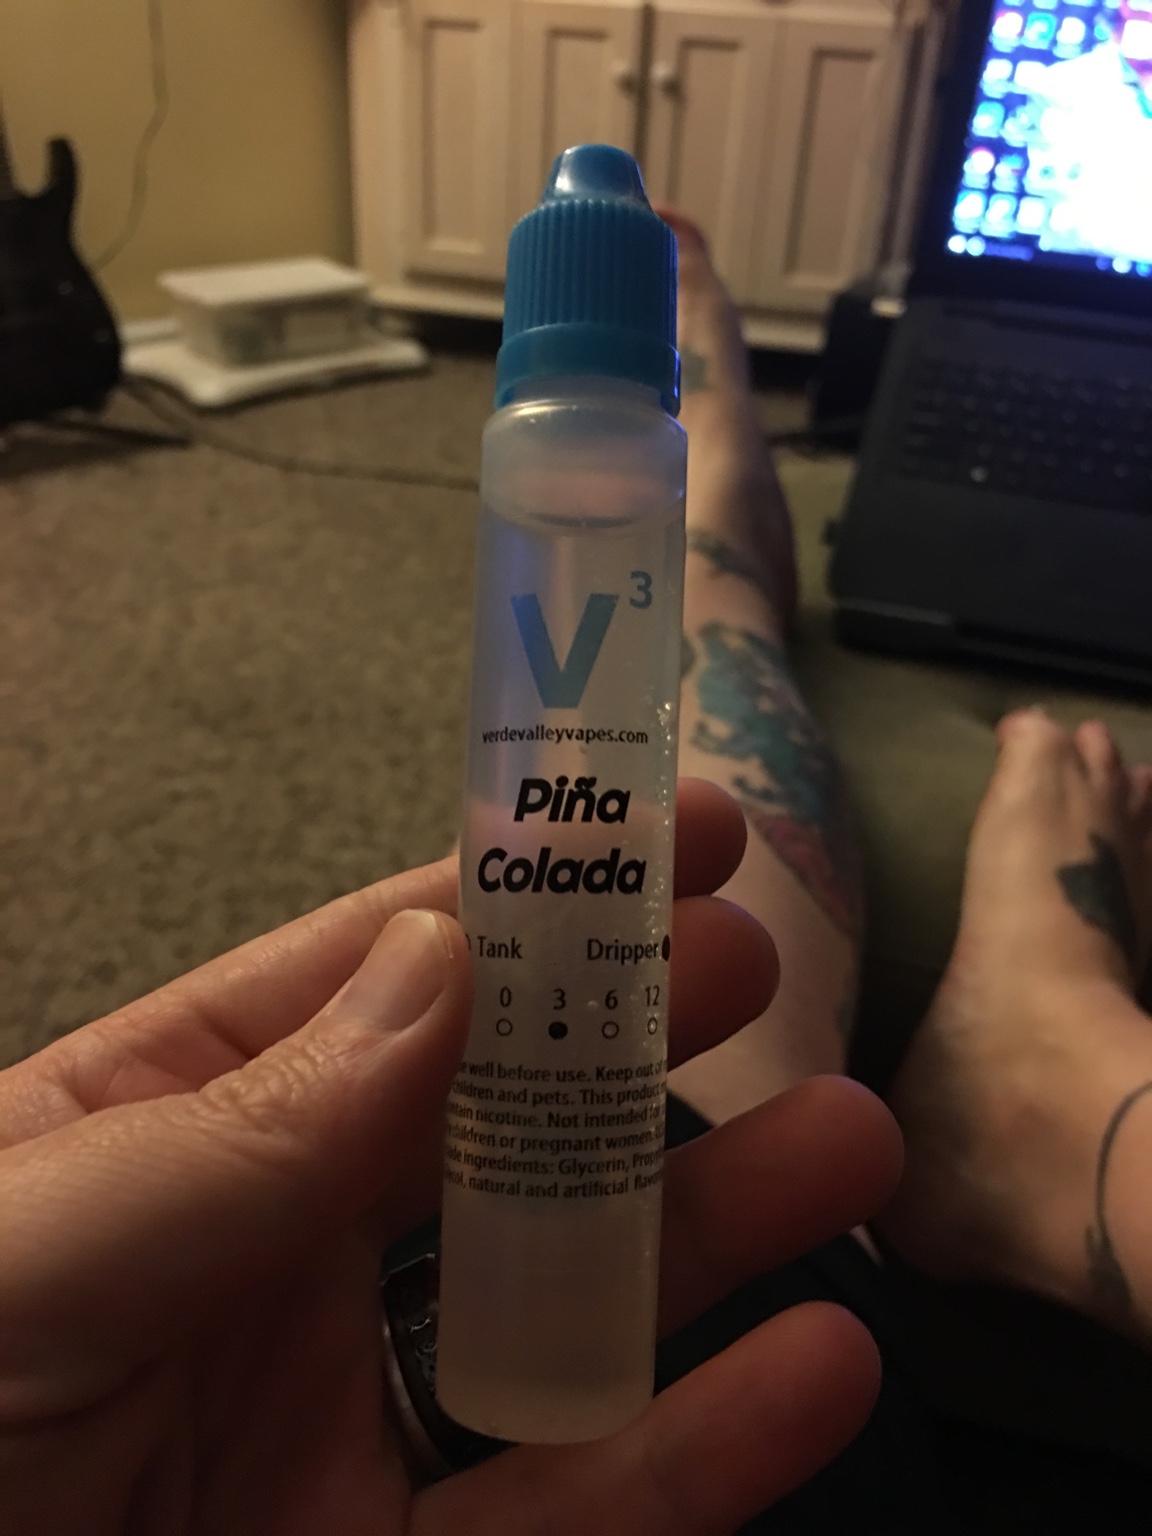 V3
verdevalleyvapes.com
Piña
Colada
Tank Dripper
0 3 6 12
well before use. Keep out of
children and pets. This product
nicotine. Not intended for
children or pregnant women.
ingredients: Glycerin,
natural and artificial